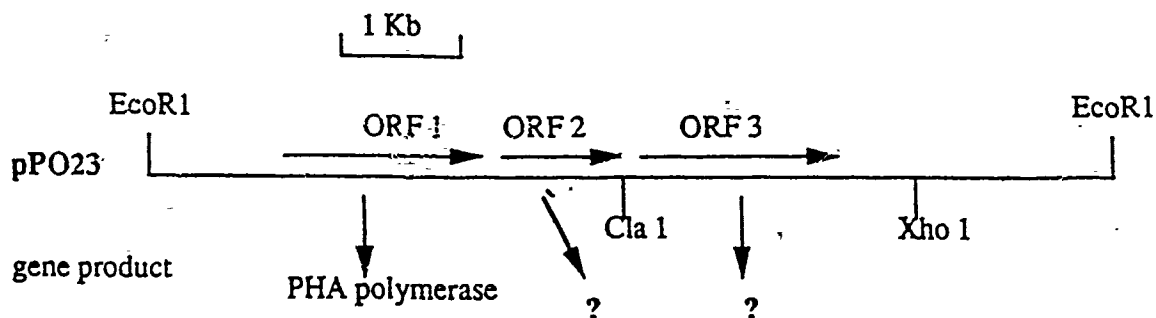 1 Kb
EcoR1
EcoR1
ORF 1
ORF 2
ORF 3
pPO23
Cla 1
Xho 1
gene product
PHA polymerase
?
?